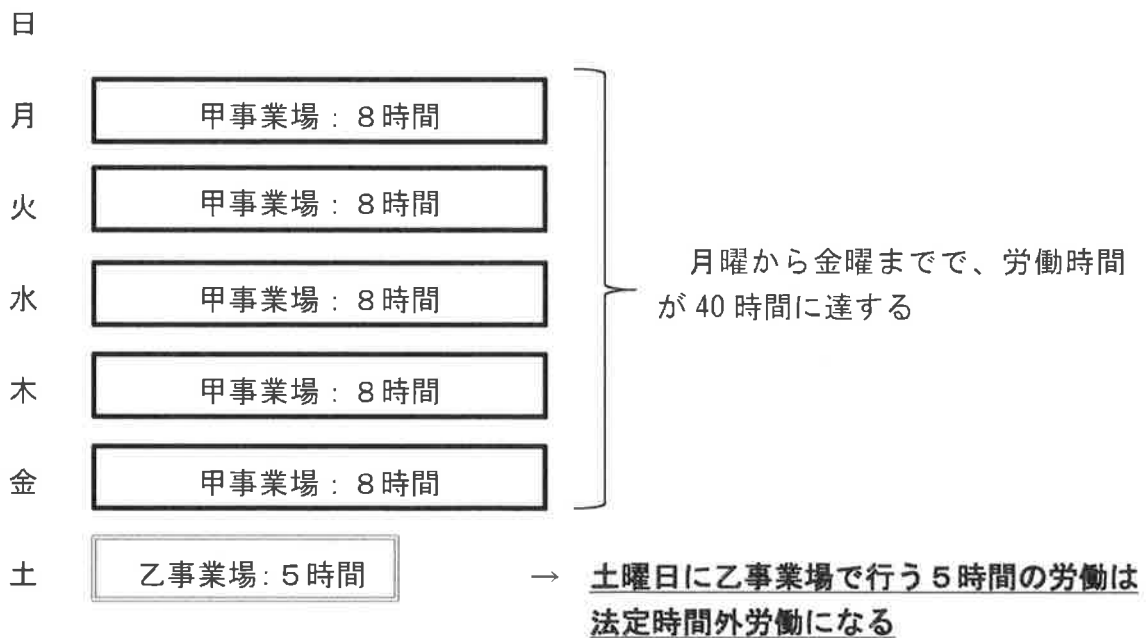 日
月 甲事業場：８時間
火 甲事業場：８時間
水 甲事業場：８時間
木 甲事業場：８時間
金 甲事業場：８時間
月曜から金曜までで、労働時間
が 40 時間に達する
土 乙事業場：５時間 → 土曜日に乙事業場で行う５時間の労働は
法定時間外労働になる